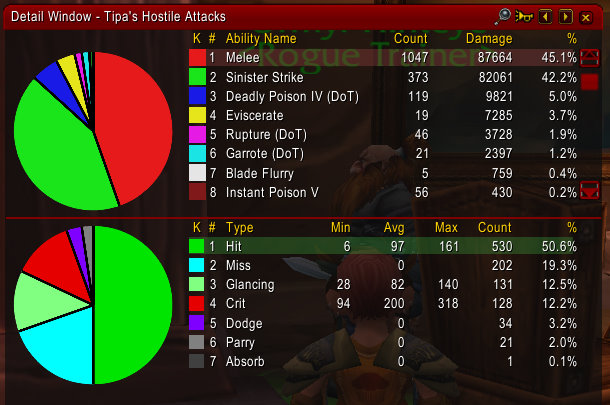 Detail Window - Tipa's Hostile Attacks
K # Ability Name Count Damage %
1 Melee 1047 87664 45.1%
2 Sinister Strike 373 82061 42.2%
3 Deadly Poison IV (DoT) 119 9821 5.0%
4 Eviscerate 19 7285 3.7%
5 Rupture (DoT) 46 3728 1.9%
6 Garrote (DoT) 21 2397 1.2%
7 Blade Flurry 5 759 0.4%
8 Instant Poison V 56 430 0.2%
K # Type Min Avg Max Count %
1 Hit 6 97 161 530 50.6%
2 Miss 0 202 19.3%
3 Glancing 28 82 140 131 12.5%
4 Crit 94 200 318 128 12.2%
5 Dodge 0 34 3.2%
6 Parry 0 21 2.0%
7 Absorb 0 1 0.1%